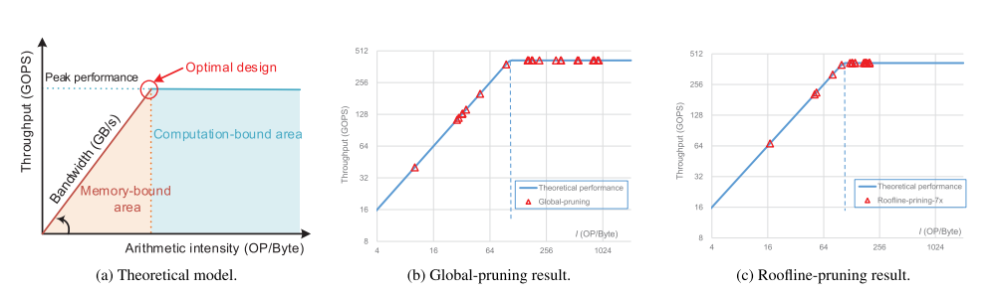 Throughput (GOPS)
Peak performance
Optimal design
Bandwidth (GB/s)
Computation-bound area
Memory-bound
area
Arithmetic intensity (OP/Byte)
(a) Theoretical model.
Throughput (GOPS)
512
256
128
64
32
16
8
4
16
64
256
1024
Theoretical performance
Global-pruning
I (OP/Byte)
(b) Global-pruning result.
Throughput (GOPS)
512
256
128
64
32
16
8
4
16
64
256
1024
Theoretical performance
Roofline-prining-7x
I (OP/Byte)
(c) Roofline-pruning result.